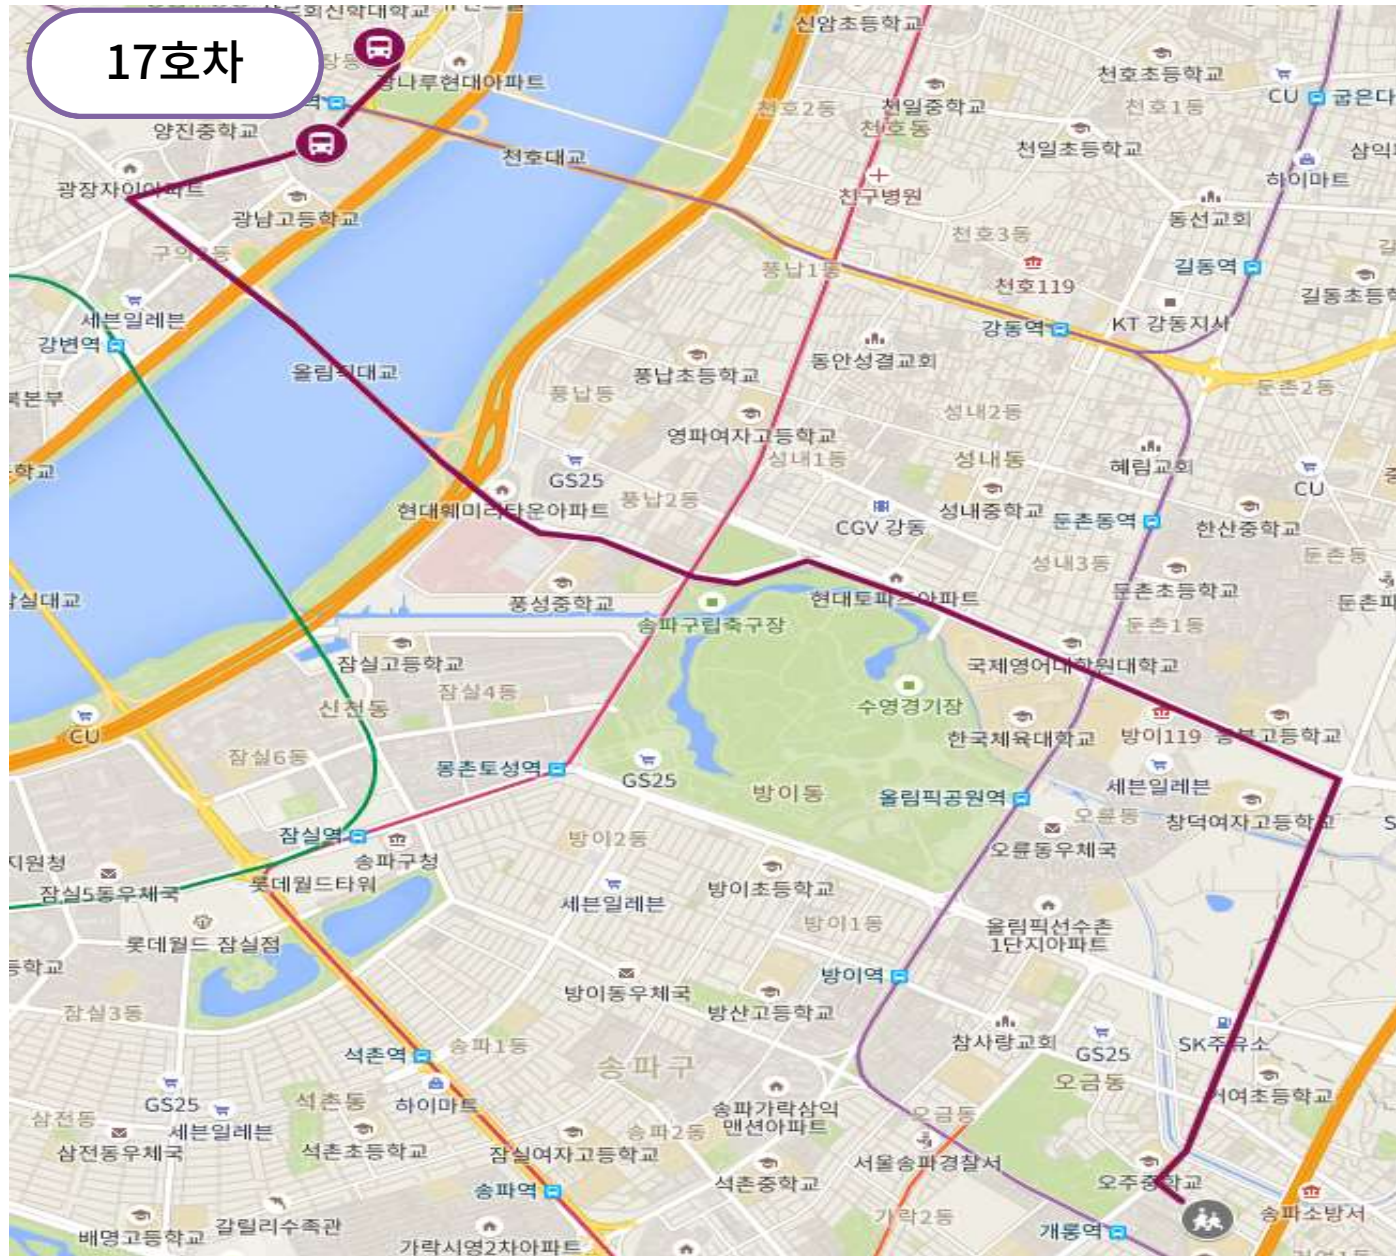 17호차
장로회신학대학교
신암초등학교
광나루현대아파트
천호초등학교
CU
천호2동
천일중학교
천호1동
양진중학교
천호동
천일초등학교
천호대교
하이마트
광장자이아파트
친구병원
광남고등학교
동선교회
천호3동
구의3동
풍납1동
길동역
천호119
세븐일레븐
KT 강동지사
강동역
강변역
동안성결교회
올림픽대교
풍납초등학교
둔촌2동
풍납동
성내2동
영파여자고등학교
성내1동
성내동
혜림교회
GS25
CU
풍납2동
현대훼미리타운아파트
성내중학교
CGV 강동
둔촌동역
한산중학교
둔촌동
성내3동
둔촌초등학교
풍성중학교
현대토파즈아파트
송파구립축구장
둔촌1동
잠실고등학교
국제영어대학원대학교
잠실4동
신천동
수영경기장
CU
한국체육대학교
방이119
동북고등학교
잠실6동
몽촌토성역
GS25
방이동
올림픽공원역
세븐일레븐
오륜동
창덕여자고등학교
잠실역
방이2동
송파구청
오륜동우체국
잠실5동우체국
롯데월드타워
방이초등학교
세븐일레븐
방이1동
올림픽선수촌
1단지아파트
롯데월드 잠실점
방이역
방이동우체국
방산고등학교
잠실3동
석촌역
송파1동
참사랑교회
GS25
SK주유소
송파구
오금동
GS25
석촌동
하이마트
거여초등학교
삼전동
세븐일레븐
송파가락삼익
맨션아파트
오금동
송파2동
삼전동우체국
석촌초등학교
잠실여자고등학교
서울송파경찰서
석촌중학교
오주중학교
송파역
가락2동
송파소방서
배명고등학교
갈릴리수족관
개롱역
가락시영2차아파트